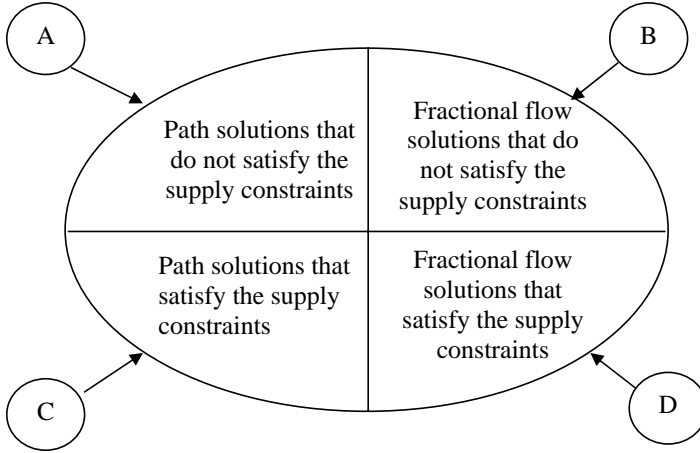 A
B
Path solutions that
do not satisfy the
supply constraints
Fractional flow
solutions that do
not satisfy the
supply constraints
Path solutions that
satisfy the supply
constraints
Fractional flow
solutions that
satisfy the supply
constraints
C
D